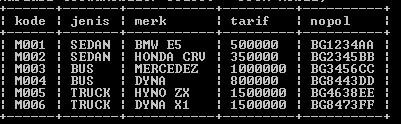 kode jenis merk tarif nopol
M001 SEDAN BMW E5 500000 BG1234AA
M002 SEDAN HONDA CRV 350000 BG2345BB
M003 BUS MERCEDEZ 1000000 BG3456CC
M004 BUS DYNA 800000 BG8443DD
M005 TRUCK HYNO ZX 1500000 BG4638EE
M006 TRUCK DYNA X1 1500000 BG8473FF